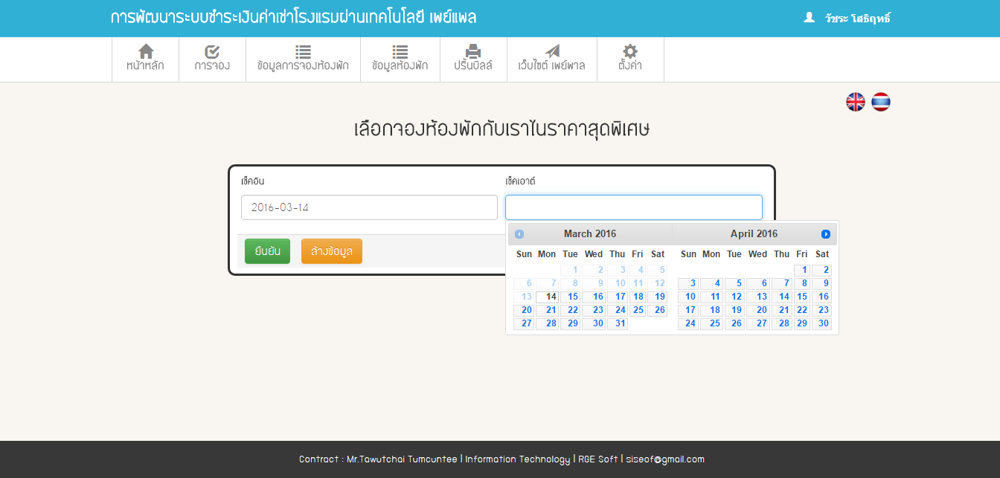 การพัฒนาระบบชำระเงินค่าเช่าโรงแรมผ่านเทคโนโลยี เพย์แพล
วัชระ โสธิฤทธิ์
หน้าหลัก การจอง ข้อมูลการจองห้องพัก ข้อมูลห้องพัก ปริ้นบิลล์ เว็บไซต์ เพย์พาล ตั้งค่า
เลือกจองห้องพักกับเราในราคาสุดพิเศษ
เช็คอิน เช็คเอาต์
2016-03-14
ยืนยัน ล้างข้อมูล
March 2016 April 2016
Sun Mon Tue Wed Thu Fri Sat Sun Mon Tue Wed Thu Fri Sat
1 2 3 4 5 1 2
6 7 8 9 10 11 12 3 4 5 6 7 8 9
13 14 15 16 17 18 19 10 11 12 13 14 15 16
20 21 22 23 24 25 26 17 18 19 20 21 22 23
27 28 29 30 31 24 25 26 27 28 29 30
Contract : Mr.Tawutchai Tumcuntee | Information Technology | RGE Soft | siseof@gmail.com